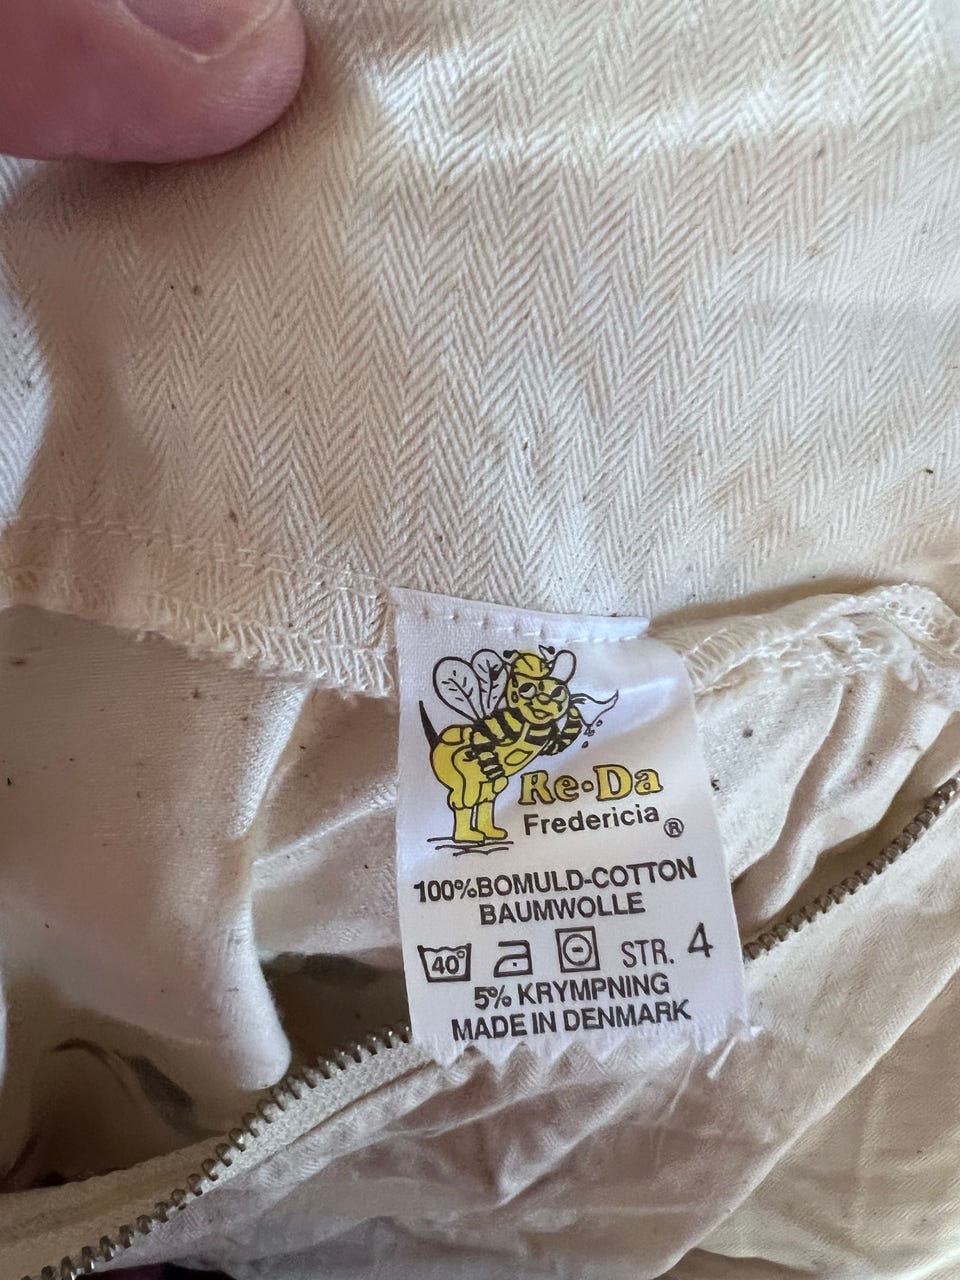 Re-Da
Fredericia ®
100%BOMULD-COTTON
BAUMWOLLE
40° STR. 4
5% KRYMPNING
MADE IN DENMARK